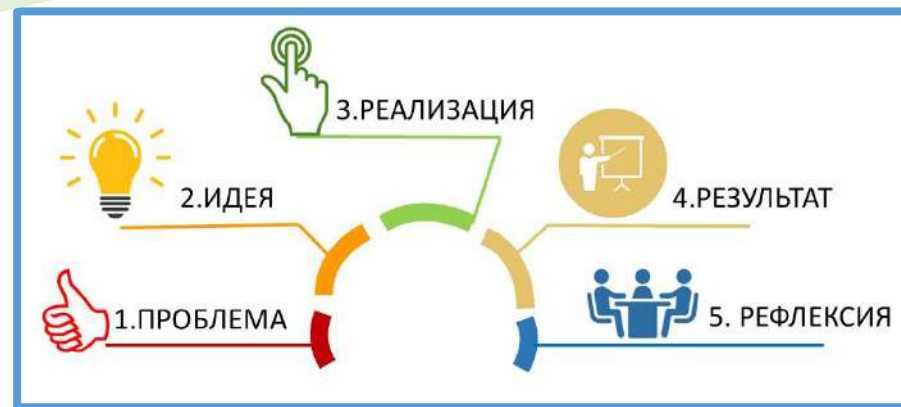 1.ПРОБЛЕМА
2.ИДЕЯ
3.РЕАЛИЗАЦИЯ
4.РЕЗУЛЬТАТ
5. РЕФЛЕКСИЯ